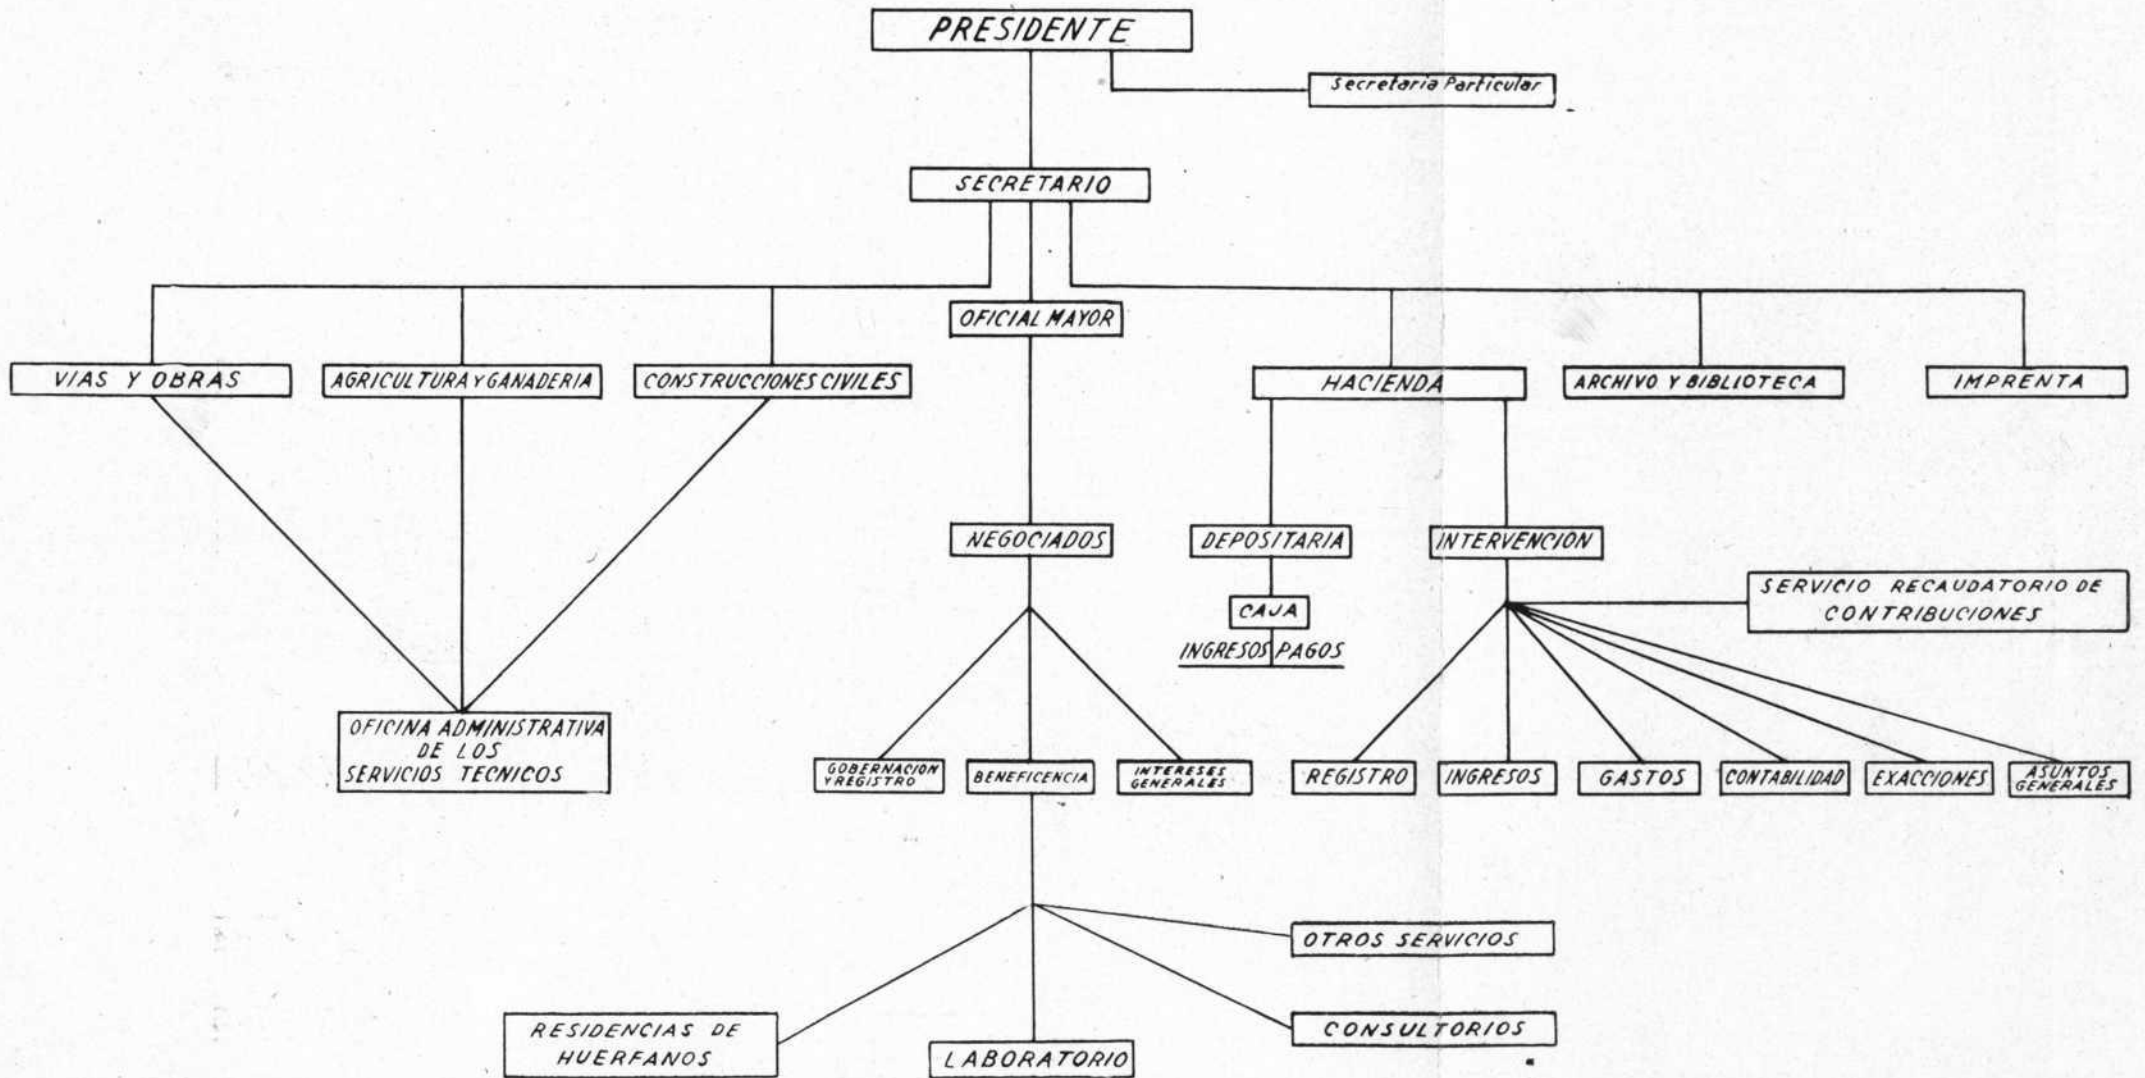 PRESIDENTE
Secretaria Particular
SECRETARIO
OFICIAL MAYOR
VIAS Y OBRAS
AGRICULTURA Y GANADERIA
CONSTRUCCIONES CIVILES
HACIENDA
ARCHIVO Y BIBLIOTECA
IMPRENTA
NEGOCIADOS
DEPOSITARIA
INTERVENCION
SERVICIO RECAUDATORIO DE
CONTRIBUCIONES
CAJA
INGRESOS PAGOS
OFICINA ADMINISTRATIVA
DE LOS
SERVICIOS TECNICOS
GOBERNACION
Y REGISTRO
BENEFICENCIA
INTERESES
GENERALES
REGISTRO
INGRESOS
GASTOS
CONTABILIDAD
EXACCIONES
ASUNTOS
GENERALES
OTROS SERVICIOS
RESIDENCIAS DE
HUERFANOS
LABORATORIO
CONSULTORIOS